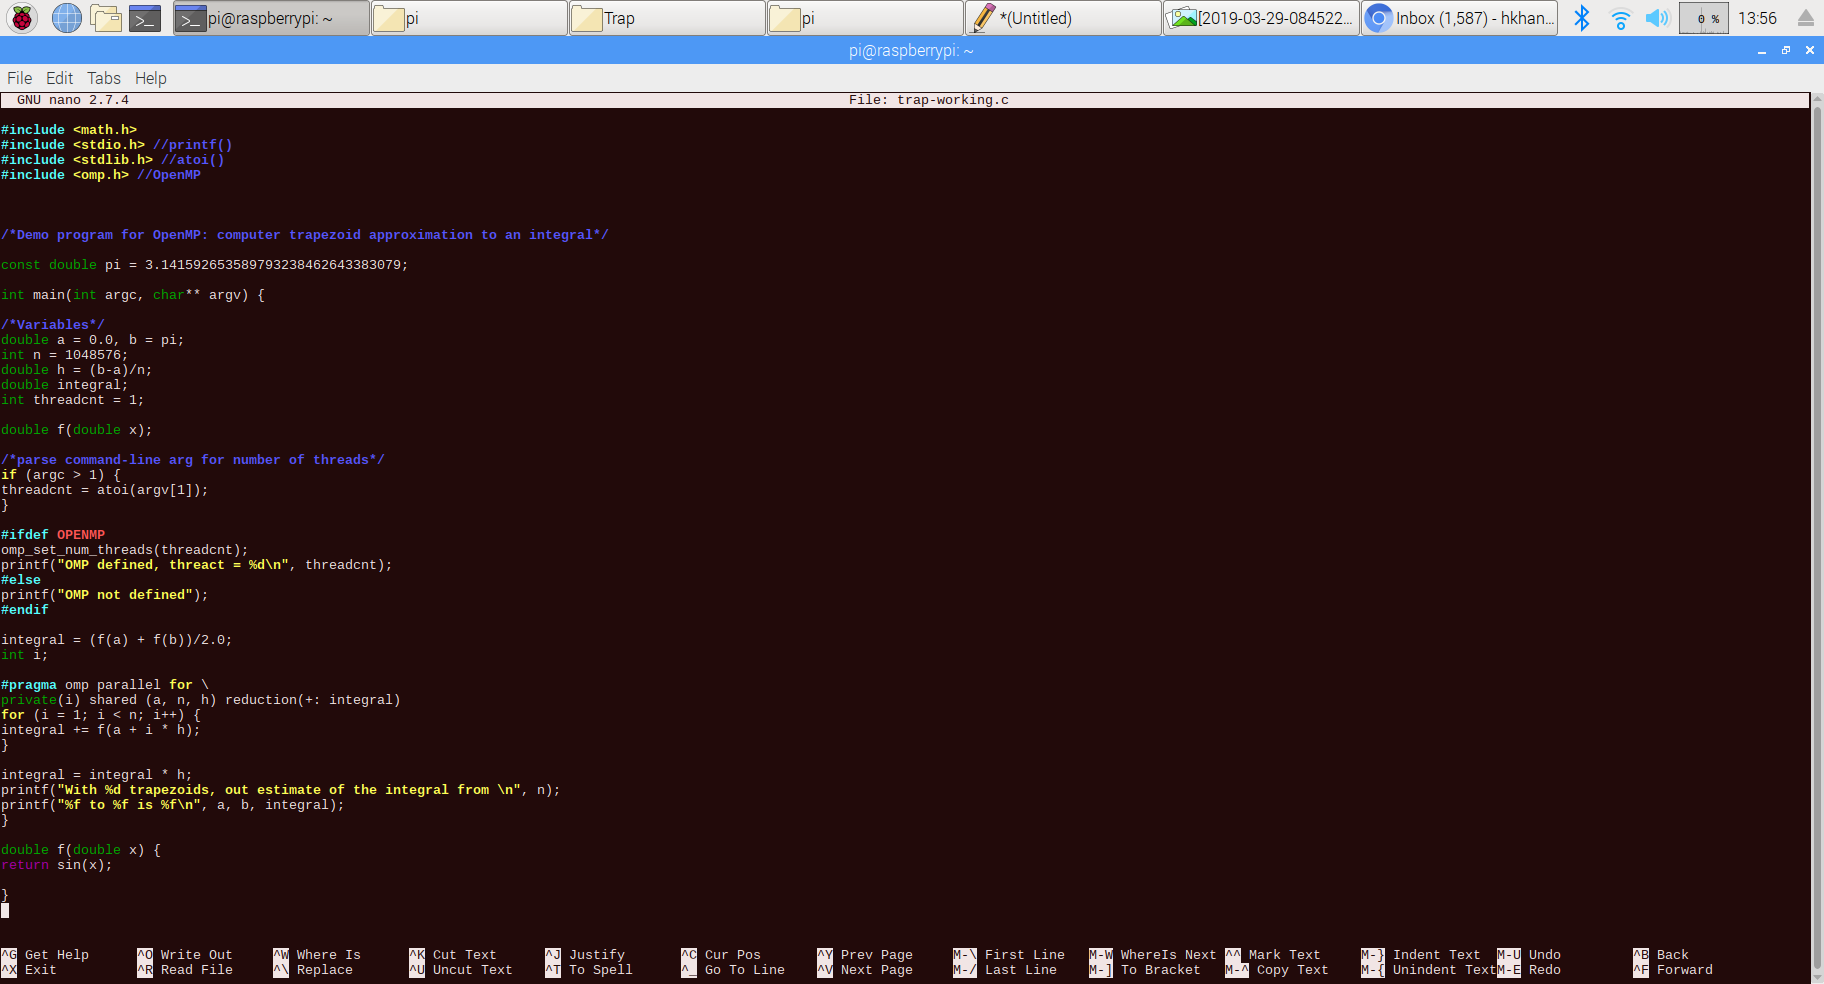 pi@raspberrypi: ~ pi Trap pi *(Untitled) [2019-03-29-084522... Inbox (1,587) - hkhan... 0 % 13:56
pi@raspberrypi: ~
File Edit Tabs Help
GNU nano 2.7.4 File: trap-working.c
#include <math.h>
#include <stdio.h> //printf()
#include <stdlib.h> //atoi()
#include <omp.h> //OpenMP
/*Demo program for OpenMP: computer trapezoid approximation to an integral*/
const double pi = 3.141592653589793238462643383079;
int main(int argc, char** argv) {
/*Variables*/
double a = 0.0, b = pi;
int n = 1048576;
double h = (b-a)/n;
double integral;
int threadcnt = 1;
double f(double x);
/*parse command-line arg for number of threads*/
if (argc > 1) {
threadcnt = atoi(argv[1]);
}
#ifdef OPENMP
omp_set_num_threads(threadcnt);
printf("OMP defined, threact = %d\n", threadcnt);
#else
printf("OMP not defined");
#endif
integral = (f(a) + f(b))/2.0;
int i;
#pragma omp parallel for \
private(i) shared (a, n, h) reduction(+: integral)
for (i = 1; i < n; i++) {
integral += f(a + i * h);
}
integral = integral * h;
printf("With %d trapezoids, out estimate of the integral from \n", n);
printf("%f to %f is %f\n", a, b, integral);
}
double f(double x) {
return sin(x);
}
^G Get Help ^O Write Out ^W Where Is ^K Cut Text ^J Justify ^C Cur Pos ^Y Prev Page M-\ First Line M-W WhereIs Next ^^ Mark Text M-} Indent Text M-U Undo ^B Back
^X Exit ^R Read File ^\ Replace ^U Uncut Text ^T To Spell ^_ Go To Line ^V Next Page M-/ Last Line M-] To Bracket M-^ Copy Text M-{ Unindent Text M-E Redo ^F Forward